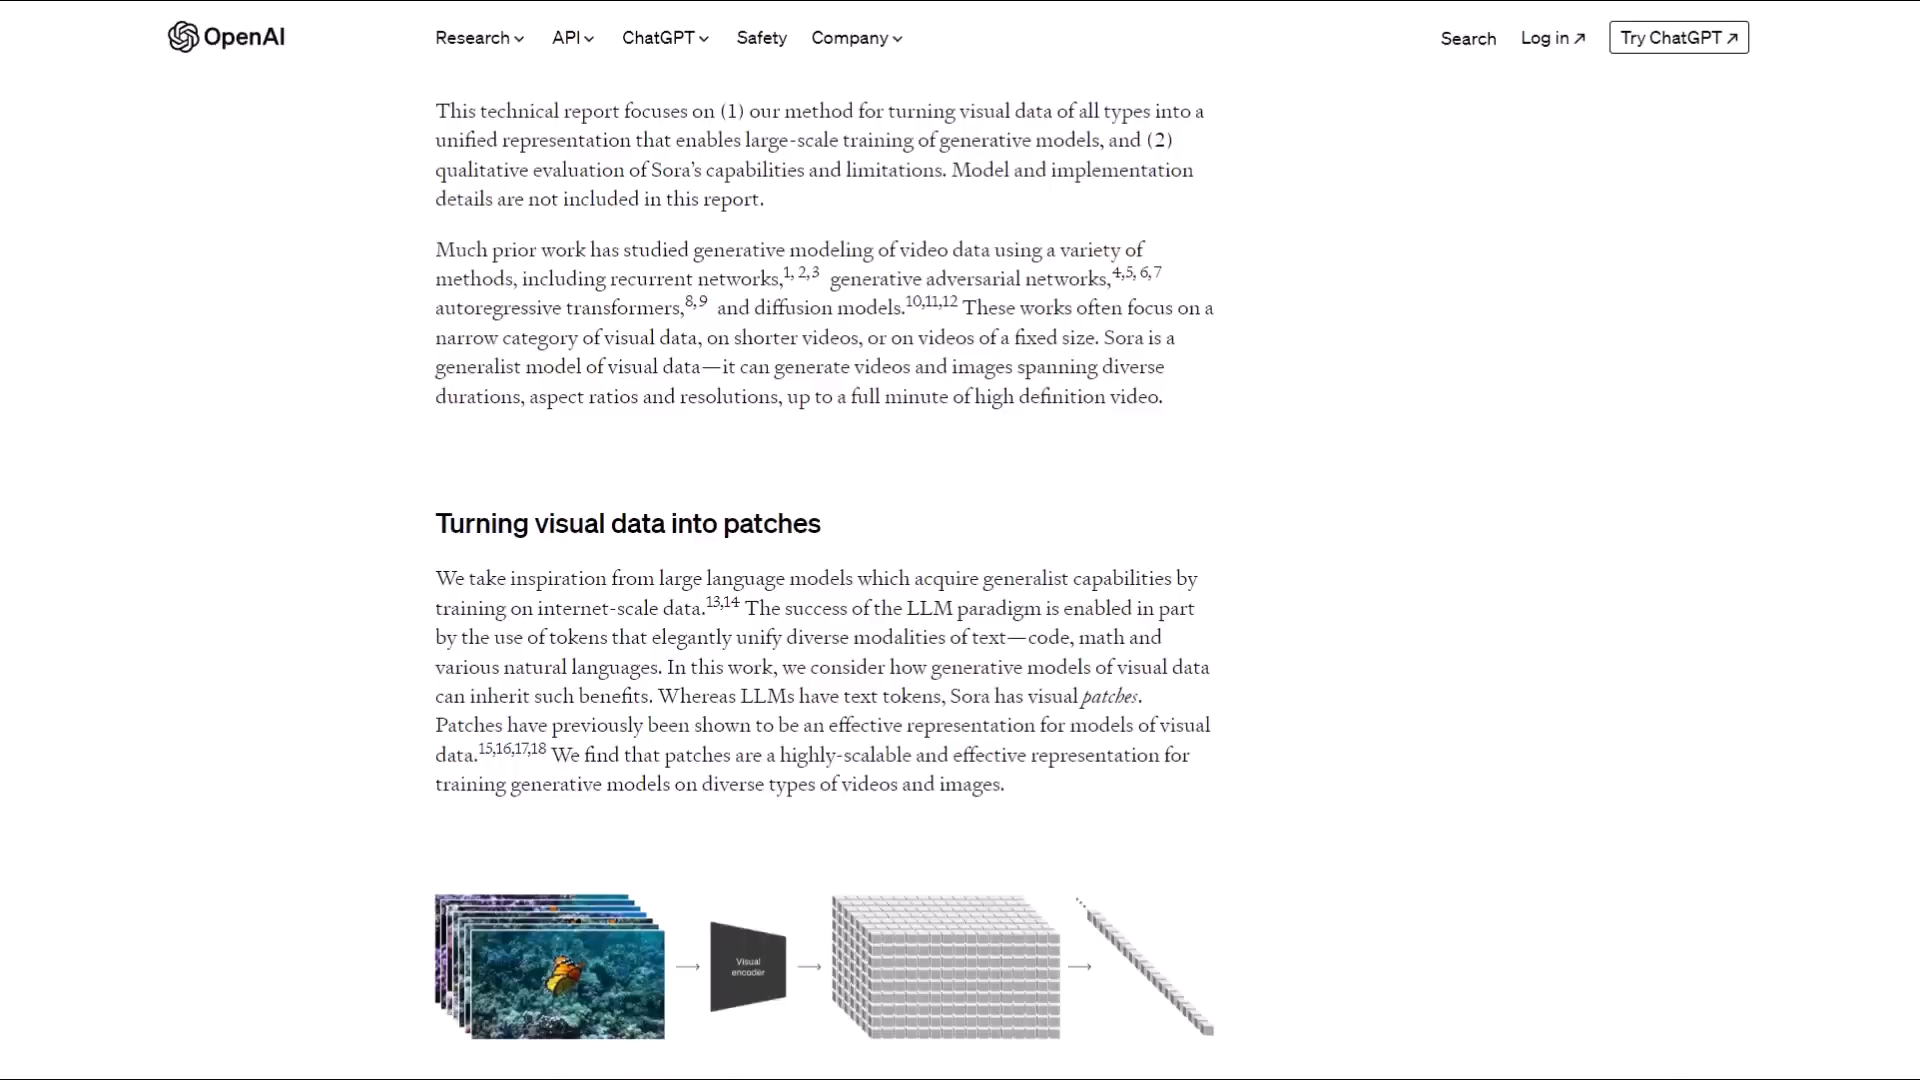 OpenAI
Research API ChatGPT Safety Company Search Log in ↗ Try ChatGPT ↗
This technical report focuses on (1) our method for turning visual data of all types into a
unified representation that enables large-scale training of generative models, and (2)
qualitative evaluation of Sora’s capabilities and limitations. Model and implementation
details are not included in this report.
Much prior work has studied generative modeling of video data using a variety of
methods, including recurrent networks,1, 2,3 generative adversarial networks,4,5, 6,7
autoregressive transformers,8,9 and diffusion models.10,11,12 These works often focus on a
narrow category of visual data, on shorter videos, or on videos of a fixed size. Sora is a
generalist model of visual data—it can generate videos and images spanning diverse
durations, aspect ratios and resolutions, up to a full minute of high definition video.
Turning visual data into patches
We take inspiration from large language models which acquire generalist capabilities by
training on internet-scale data.13,14 The success of the LLM paradigm is enabled in part
by the use of tokens that elegantly unify diverse modalities of text—code, math and
various natural languages. In this work, we consider how generative models of visual data
can inherit such benefits. Whereas LLMs have text tokens, Sora has visual patches.
Patches have previously been shown to be an effective representation for models of visual
data.15,16,17,18 We find that patches are a highly-scalable and effective representation for
training generative models on diverse types of videos and images.
Visual
encoder